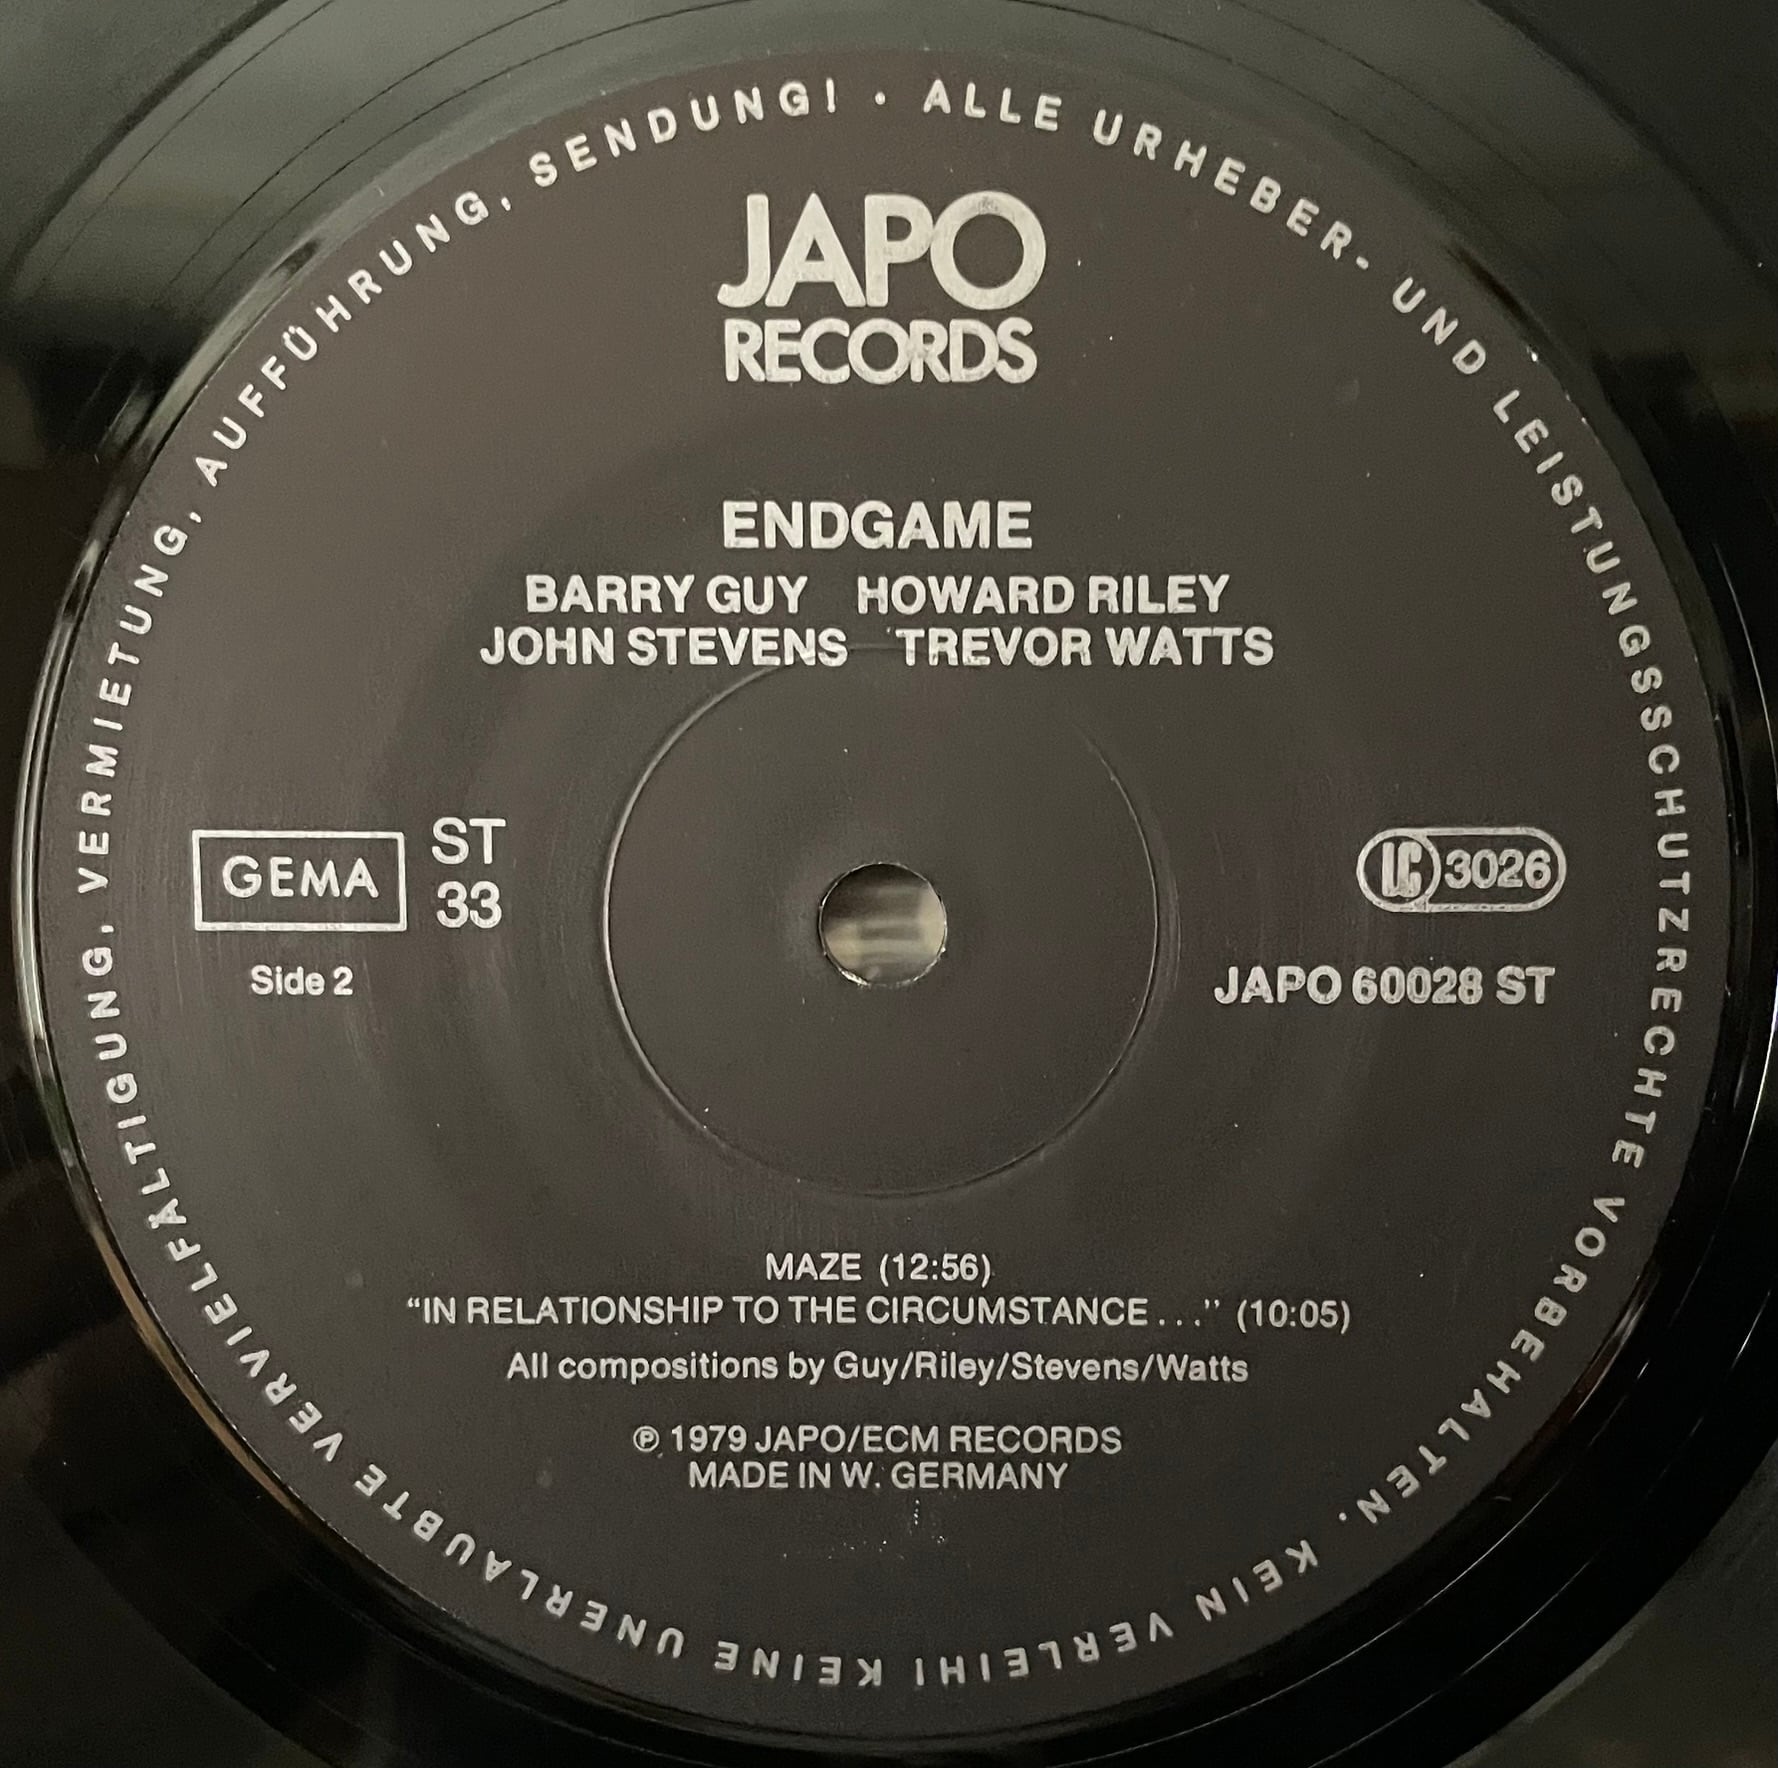 ALLE URHEBER- UND LEISTUNGSSCHUTZRECHTE VORBEHALTEN. KEIN VERLEIH! KEINE UNERLAUBTE VERVIELFÄLTIGUNG, VERMIETUNG, AUFFÜHRUNG, SENDUNG! •
JAPO
RECORDS
ENDGAME
BARRY GUY HOWARD RILEY
JOHN STEVENS TREVOR WATTS
GEMA
ST
33
Side 2
LC 3026
JAPO 60028 ST
MAZE (12:56)
“IN RELATIONSHIP TO THE CIRCUMSTANCE . . .” (10:05)
All compositions by Guy/Riley/Stevens/Watts
℗ 1979 JAPO/ECM RECORDS
MADE IN W. GERMANY